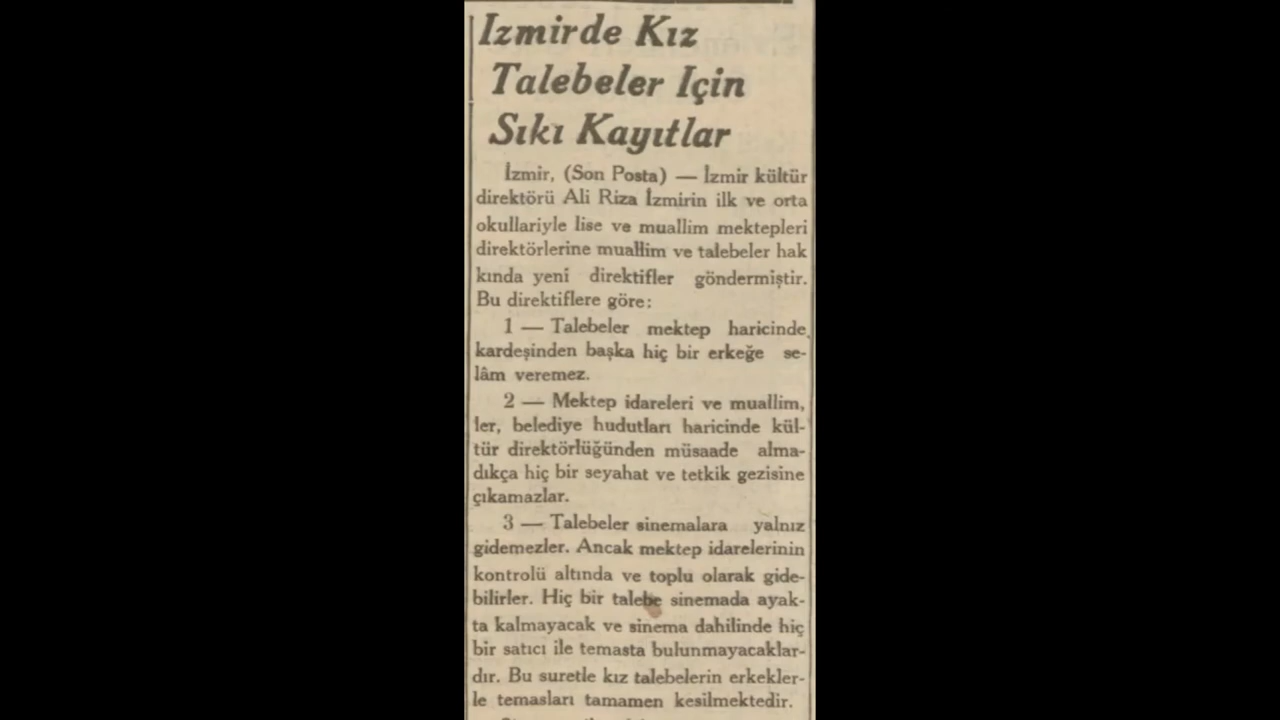 Izmirde Kız
Talebeler Için
Sıkı Kayıtlar
İzmir, (Son Posta) — İzmir kültür
direktörü Ali Riza İzmirin ilk ve orta
okullariyle lise ve muallim mektepleri
direktörlerine muallim ve talebeler hak
kında yeni direktifler göndermiştir.
Bu direktiflere göre:
1 — Talebeler mektep haricinde
kardeşinden başka hiç bir erkeğe se-
lâm veremez.
2 — Mektep idareleri ve muallim,
ler, belediye hudutları haricinde kül-
tür direktörlüğünden müsaade alma-
dıkça hiç bir seyahat ve tetkik gezisine
çıkamazlar.
3 — Talebeler sinemalara yalnız
gidemezler. Ancak mektep idarelerinin
kontrolü altında ve toplu olarak gide-
bilirler. Hiç bir talebe sinemada ayak-
ta kalmayacak ve sinema dahilinde hiç
bir satıcı ile temasta bulunmayacaklar-
dır. Bu suretle kız talebelerin erkekler-
le temasları tamamen kesilmektedir.